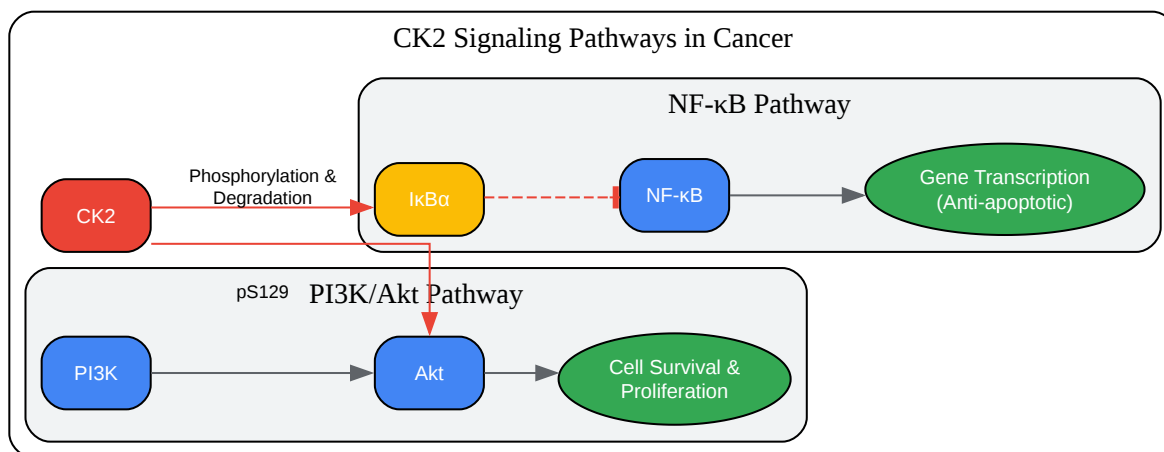 CK2 Signaling Pathways in Cancer
NF-κB Pathway
Phosphorylation &
Degradation
CK2
IκBα
NF-κB
Gene Transcription
(Anti-apoptotic)
pS129
PI3K/Akt Pathway
PI3K
Akt
Cell Survival &
Proliferation